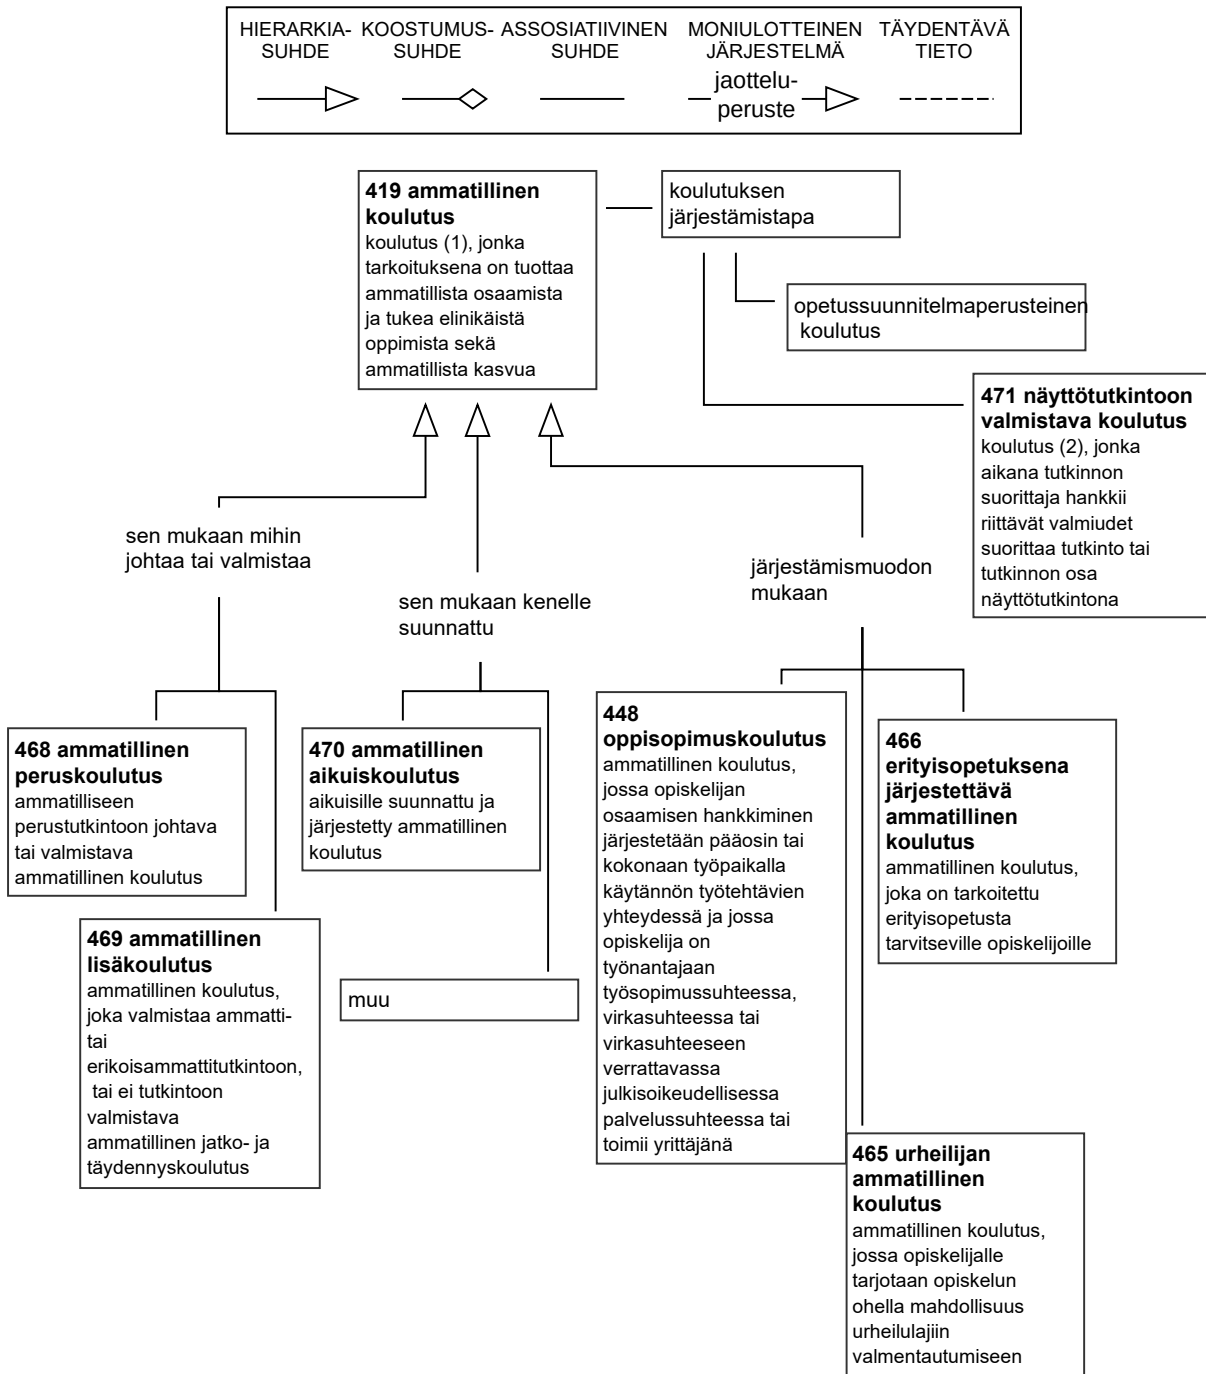 HIERARKIA-
SUHDE
KOOSTUMUS-
SUHDE
ASSOSIATIIVINEN
SUHDE
MONIULOTTEINEN
JÄRJESTELMÄ
TÄYDENTÄVÄ
TIETO
jaottelu-
peruste
419 ammatillinen
koulutus
koulutus (1), jonka
tarkoituksena on tuottaa
ammatillista osaamista
ja tukea elinikäistä
oppimista sekä
ammatillista kasvua
koulutuksen
järjestämistapa
opetussuunnitelmaperusteinen
koulutus
471 näyttötutkintoon
valmistava koulutus
koulutus (2), jonka
aikana tutkinnon
suorittaja hankkii
riittävät valmiudet
suorittaa tutkinto tai
tutkinnon osa
näyttötutkintona
sen mukaan mihin
johtaa tai valmistaa
sen mukaan kenelle
suunnattu
järjestämismuodon
mukaan
468 ammatillinen
peruskoulutus
ammatilliseen
perustutkintoon johtava
tai valmistava
ammatillinen koulutus
469 ammatillinen
lisäkoulutus
ammatillinen koulutus,
joka valmistaa ammatti-
tai
erikoisammattitutkintoon,
tai ei tutkintoon
valmistava
ammatillinen jatko- ja
täydennyskoulutus
470 ammatillinen
aikuiskoulutus
aikuisille suunnattu ja
järjestetty ammatillinen
koulutus
muu
448
oppisopimuskoulutus
ammatillinen koulutus,
jossa opiskelijan
osaamisen hankkiminen
järjestetään pääosin tai
kokonaan työpaikalla
käytännön työtehtävien
yhteydessä ja jossa
opiskelija on
työnantajaan
työsopimussuhteessa,
virkasuhteessa tai
virkasuhteeseen
verrattavassa
julkisoikeudellisessa
palvelussuhteessa tai
toimii yrittäjänä
466
erityisopetuksena
järjestettävä
ammatillinen
koulutus
ammatillinen koulutus,
joka on tarkoitettu
erityisopetusta
tarvitseville opiskelijoille
465 urheilijan
ammatillinen
koulutus
ammatillinen koulutus,
jossa opiskelijalle
tarjotaan opiskelun
ohella mahdollisuus
urheilulajiin
valmentautumiseen